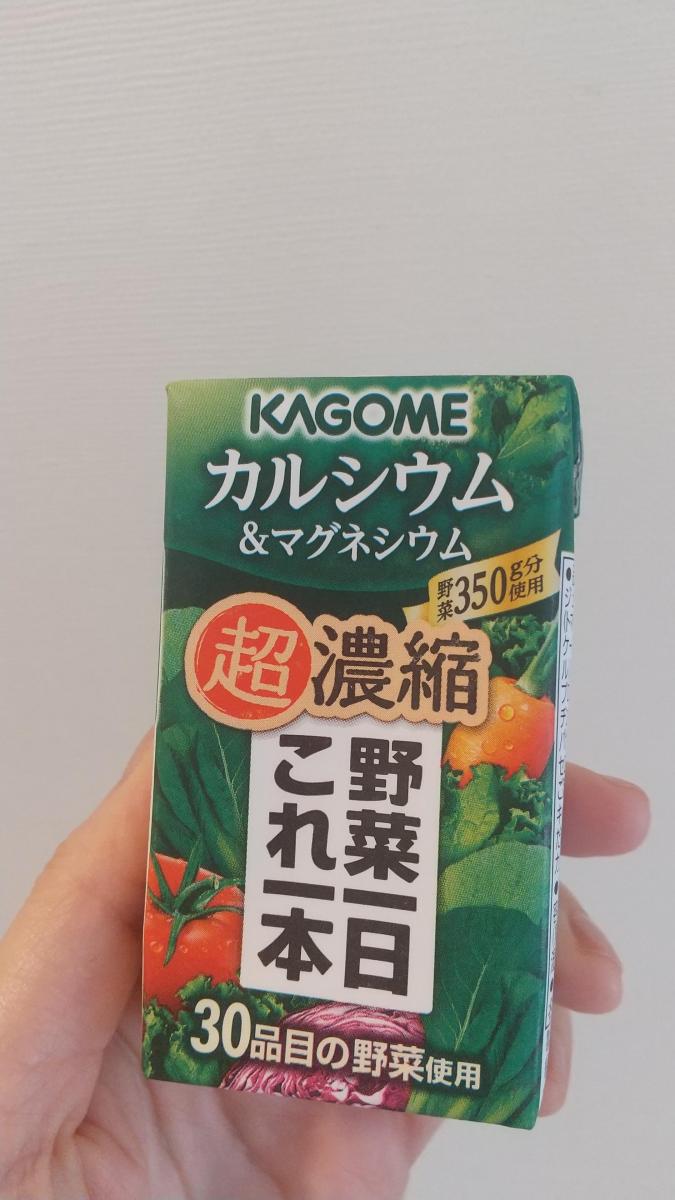 KAGOME
カルシウム
&マグネシウム
野菜350g分使用
超濃縮
野菜一日
これ一本
30品目の野菜使用